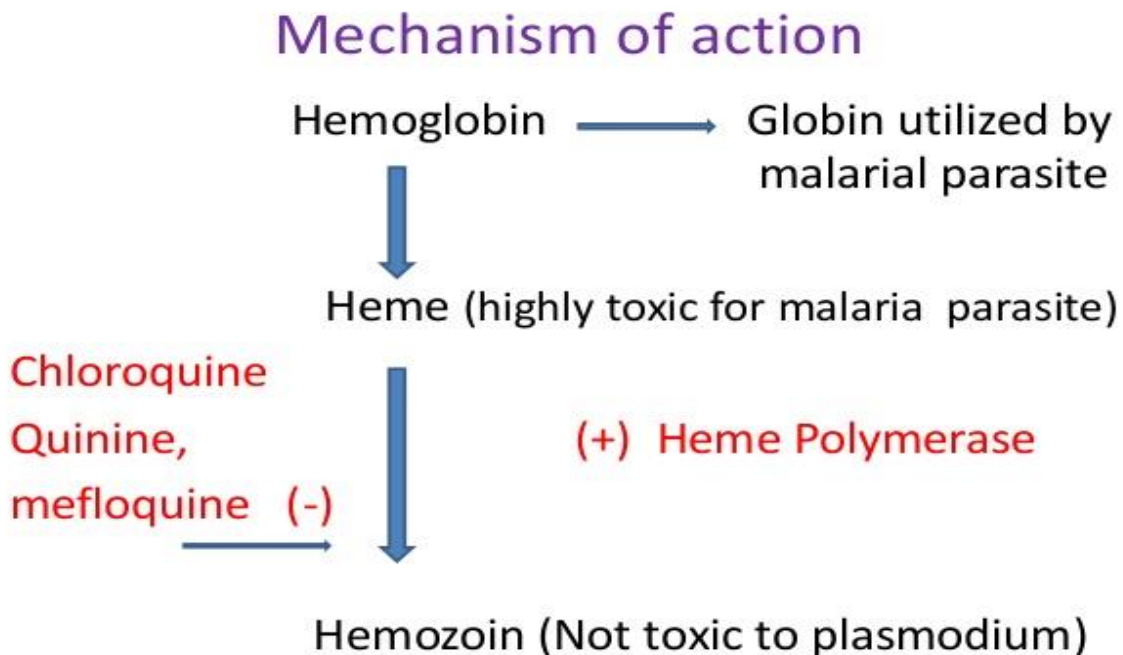 Mechanism of action
Hemoglobin
Globin utilized by
malarial parasite
Heme (highly toxic for malaria parasite)
Chloroquine
Quinine,
mefloquine (-)
(+) Heme Polymerase
Hemozoin (Not toxic to plasmodium)